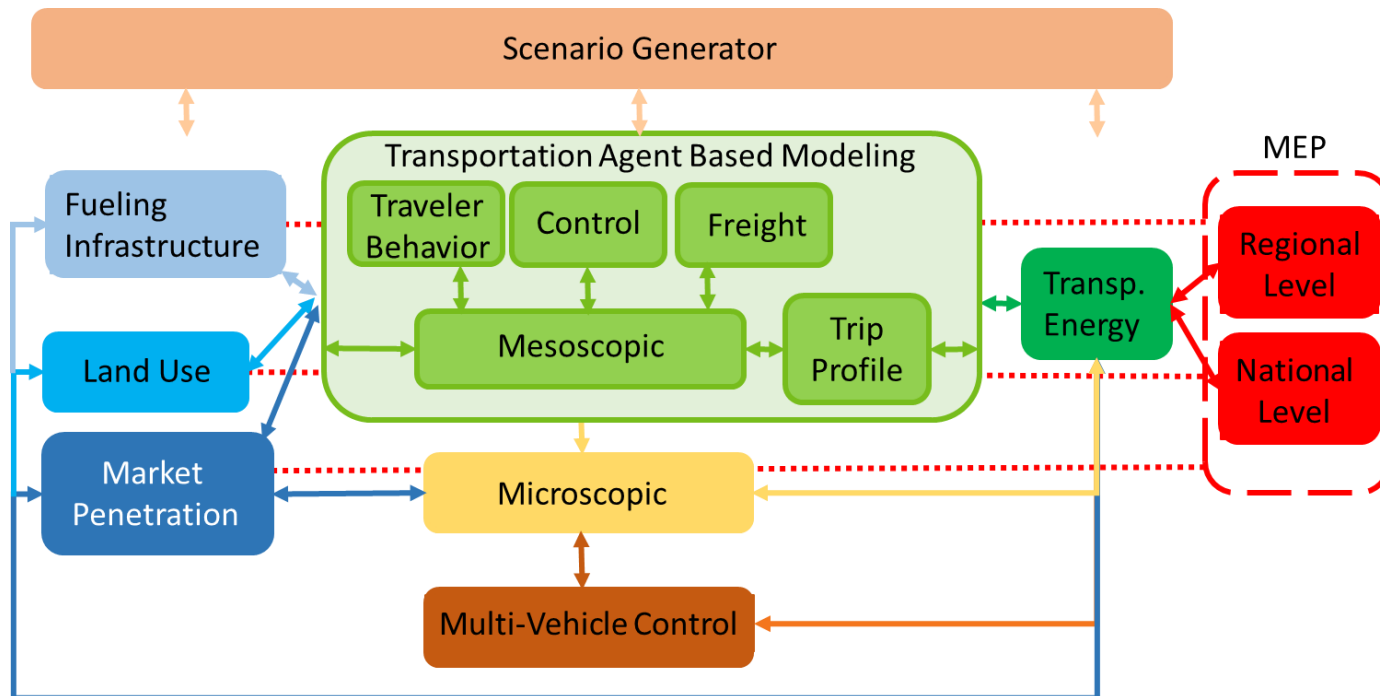 Scenario Generator
Transportation Agent Based Modeling
MEP
Fueling
Infrastructure
Traveler
Behavior
Control
Freight
Regional
Level
Transp.
Energy
Mesoscopic
Trip
Profile
Land Use
National
Level
Market
Penetration
Microscopic
Multi-Vehicle Control